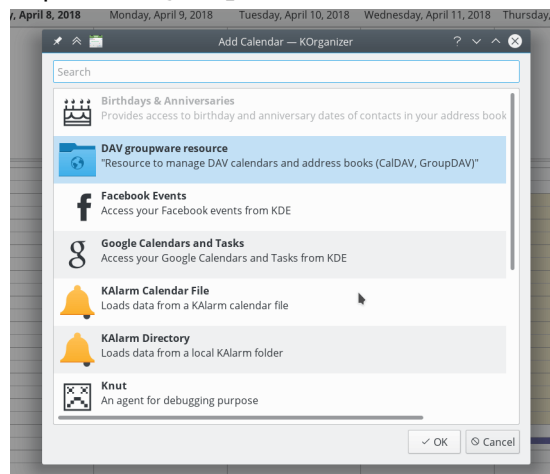 , April 8, 2018 Monday, April 9, 2018 Tuesday, April 10, 2018 Wednesday, April 11, 2018 Thursday,
Add Calendar — KOrganizer
Search
Birthdays & Anniversaries
Provides access to birthday and anniversary dates of contacts in your address book
DAV groupware resource
"Resource to manage DAV calendars and address books (CalDAV, GroupDAV)"
Facebook Events
Access your Facebook events from KDE
Google Calendars and Tasks
Access your Google Calendars and Tasks from KDE
KAlarm Calendar File
Loads data from a KAlarm calendar file
KAlarm Directory
Loads data from a local KAlarm folder
Knut
An agent for debugging purpose
OK Cancel